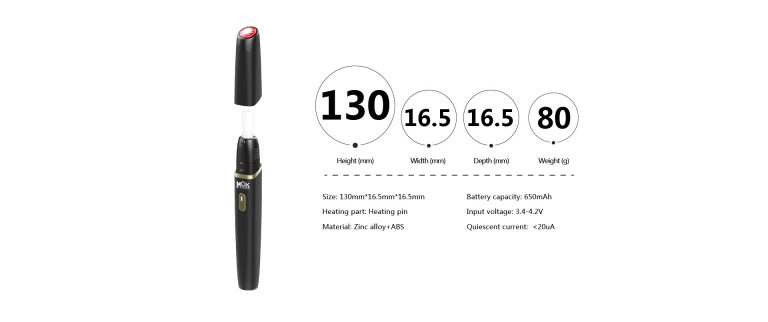 130
16.5
16.5
80
Height (mm)
Width (mm)
Depth (mm)
Weight (g)
Size: 130mm*16.5mm*16.5mm
Battery capacity: 650mAh
Heating part: Heating pin
Input voltage: 3.4-4.2V
Material: Zinc alloy+ABS
Quiescent current: <20uA
MOK